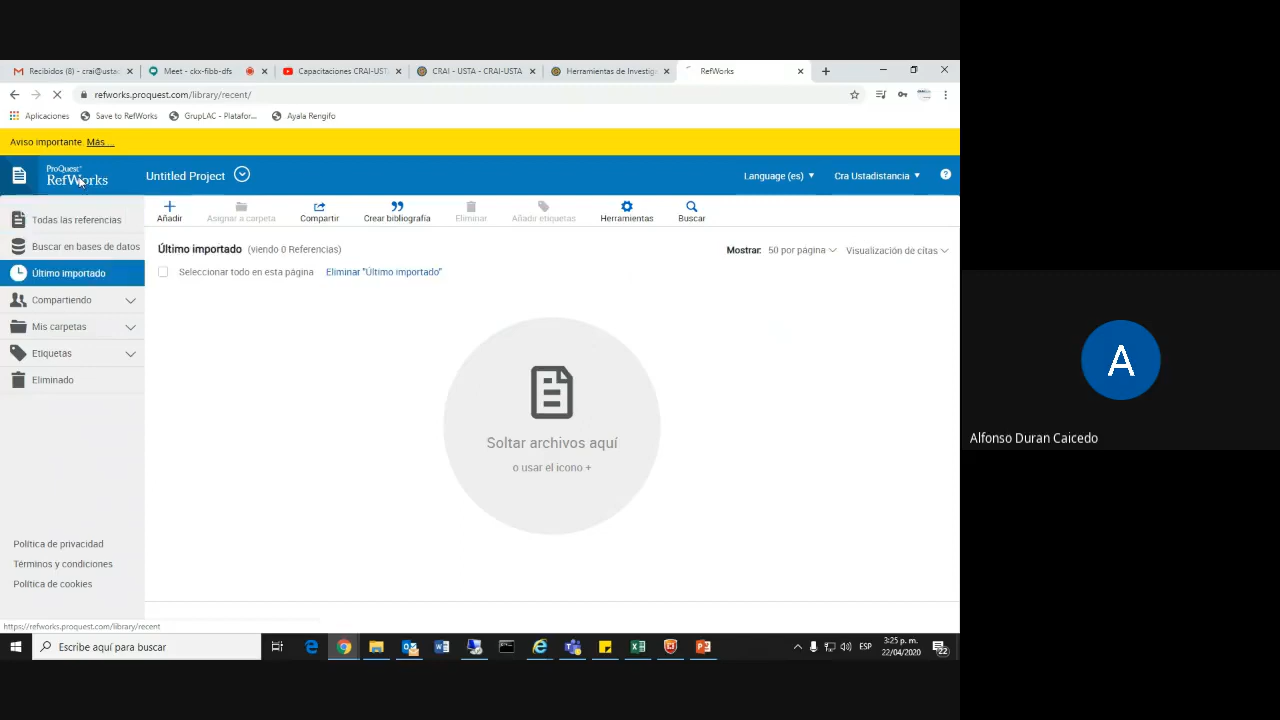 Recibidos (8) - crai@usta
Meet - ckx-fibb-dfs
Capacitaciones CRAI-UST
CRAI - USTA - CRAI-USTA
Herramientas de Investig
RefWorks
refworks.proquest.com/library/recent/
Aplicaciones
Save to RefWorks
GrupLAC - Platafor...
Ayala Rengifo
Aviso importante. Más ...
ProQuest
RefWorks
Untitled Project
Language (es)
Cra Ustadistancia
?
Todas las referencias
Buscar en bases de datos
Último importado
Compartiendo
Mis carpetas
Etiquetas
Eliminado
Añadir
Asignar a carpeta
Compartir
Crear bibliografía
Eliminar
Añadir etiquetas
Herramientas
Buscar
Último importado (viendo 0 Referencias)
Mostrar: 50 por página
Visualización de citas
Seleccionar todo en esta página
Eliminar "Último importado"
Soltar archivos aquí
o usar el icono +
Política de privacidad
Términos y condiciones
Política de cookies
https://refworks.proquest.com/library/recent
Escribe aquí para buscar
ESP
3:25 p. m.
22/04/2020
22
A
Alfonso Duran Caicedo